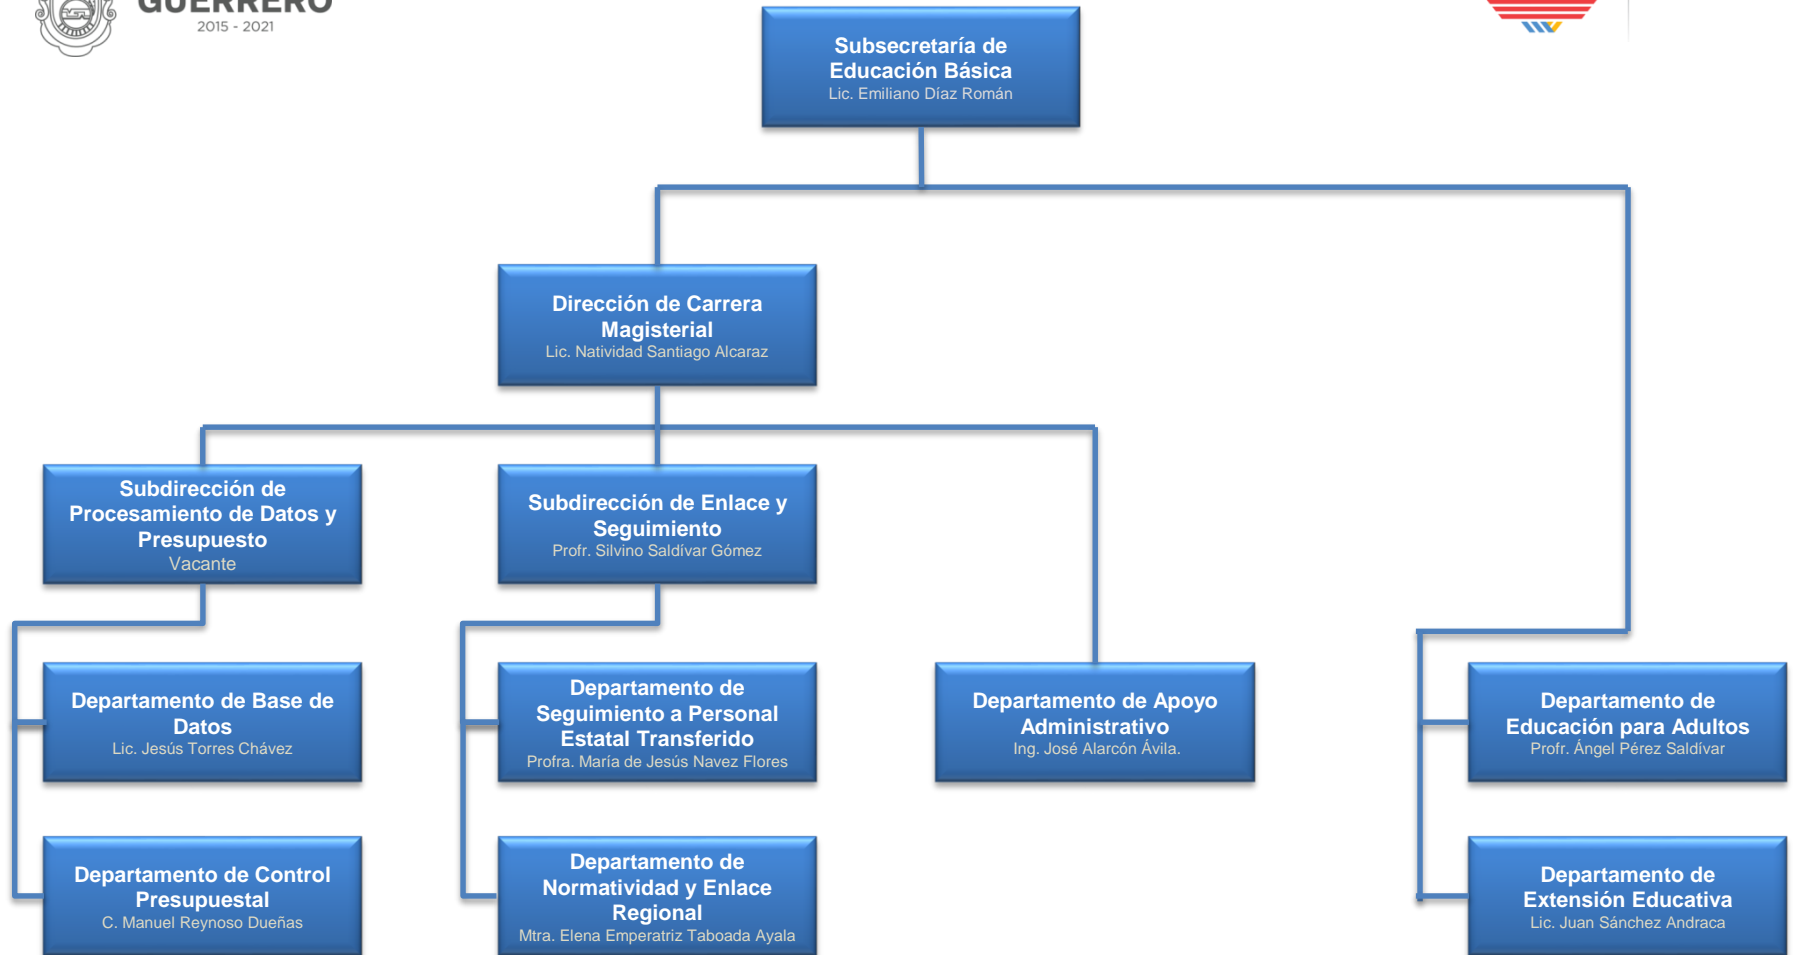 GUERRERO
2015 - 2021
Subsecretaría de
Educación Básica
Lic. Emiliano Díaz Román
Dirección de Carrera
Magisterial
Lic. Natividad Santiago Alcaraz
Subdirección de
Procesamiento de Datos y
Presupuesto
Vacante
Subdirección de Enlace y
Seguimiento
Profr. Silvino Saldívar Gómez
Departamento de Base de
Datos
Lic. Jesús Torres Chávez
Departamento de
Seguimiento a Personal
Estatal Transferido
Profra. María de Jesús Navez Flores
Departamento de Apoyo
Administrativo
Ing. José Alarcón Ávila.
Departamento de
Educación para Adultos
Profr. Ángel Pérez Saldívar
Departamento de Control
Presupuestal
C. Manuel Reynoso Dueñas
Departamento de
Normatividad y Enlace
Regional
Mtra. Elena Emperatriz Taboada Ayala
Departamento de
Extensión Educativa
Lic. Juan Sánchez Andraca